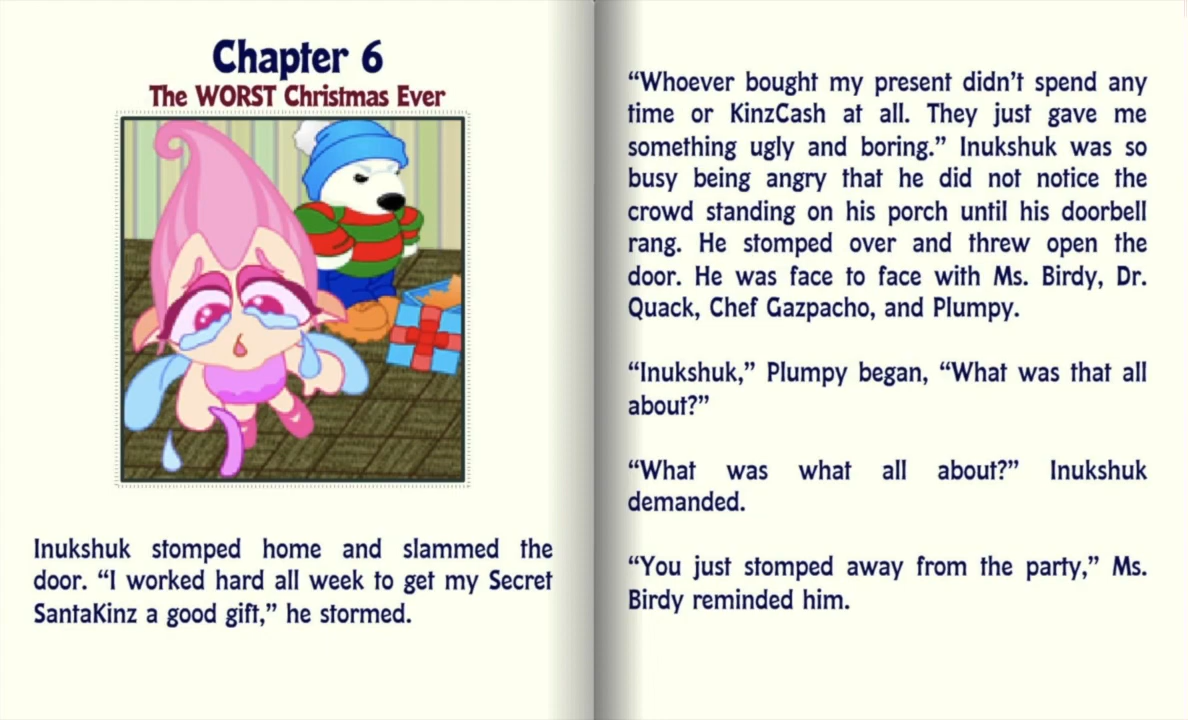 Chapter 6
The WORST Christmas Ever
Inukshuk stomped home and slammed the
door. “I worked hard all week to get my Secret
SantaKinz a good gift,” he stormed.
“Whoever bought my present didn’t spend any
time or KinzCash at all. They just gave me
something ugly and boring.” Inukshuk was so
busy being angry that he did not notice the
crowd standing on his porch until his doorbell
rang. He stomped over and threw open the
door. He was face to face with Ms. Birdy, Dr.
Quack, Chef Gazpacho, and Plumpy.
“Inukshuk,” Plumpy began, “What was that all
about?”
“What was what all about?” Inukshuk
demanded.
“You just stomped away from the party,” Ms.
Birdy reminded him.